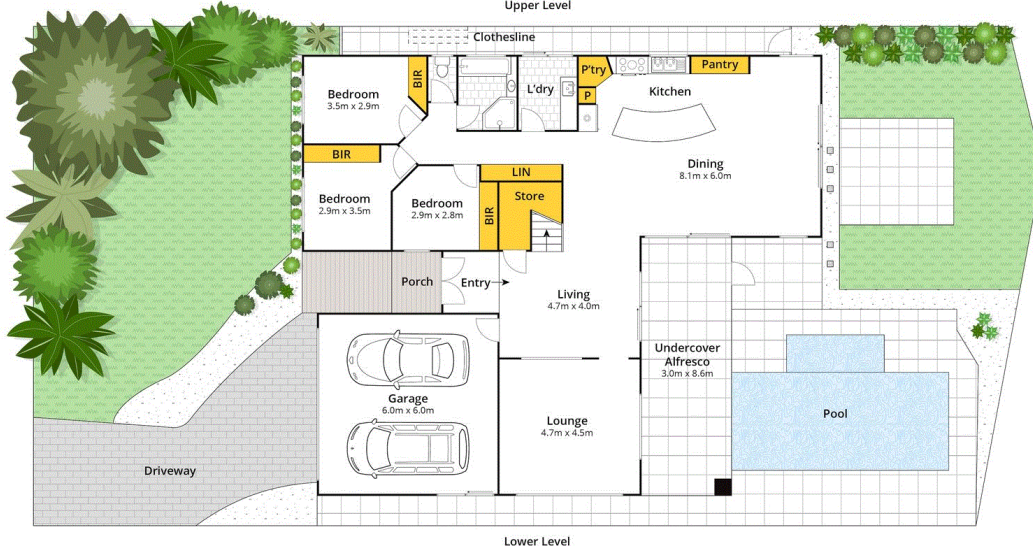 Upper Level
Clothesline
BIR
Bedroom
3.5m x 2.9m
L'dry
P'try
P
Kitchen
Pantry
Dining
8.1m x 6.0m
BIR
Bedroom
2.9m x 3.5m
Bedroom
2.9m x 2.8m
BIR
LIN
Store
Porch
Entry
Living
4.7m x 4.0m
Undercover
Alfresco
3.0m x 8.6m
Garage
6.0m x 6.0m
Lounge
4.7m x 4.5m
Pool
Driveway
Lower Level